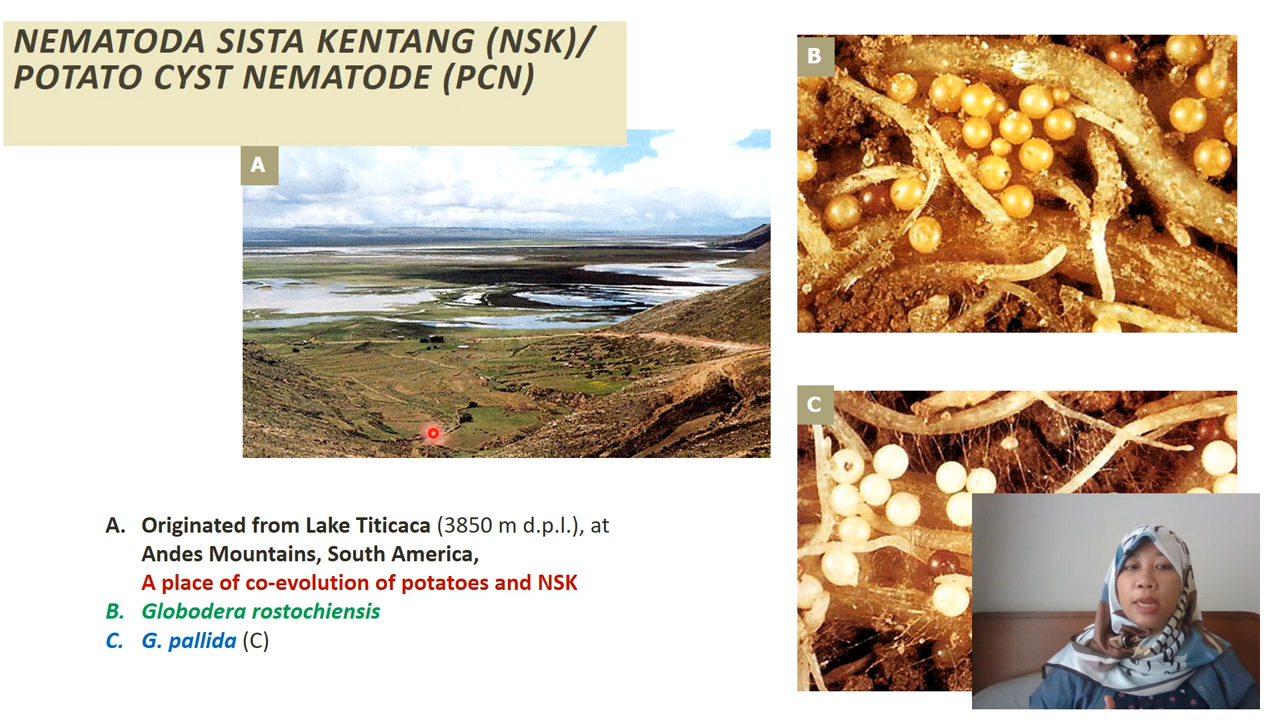 NEMATODA SISTA KENTANG (NSK)/
POTATO CYST NEMATODE (PCN)
A
B
C
A. Originated from Lake Titicaca (3850 m d.p.l.), at
Andes Mountains, South America,
A place of co-evolution of potatoes and NSK
B. Globodera rostochiensis
C. G. pallida (C)